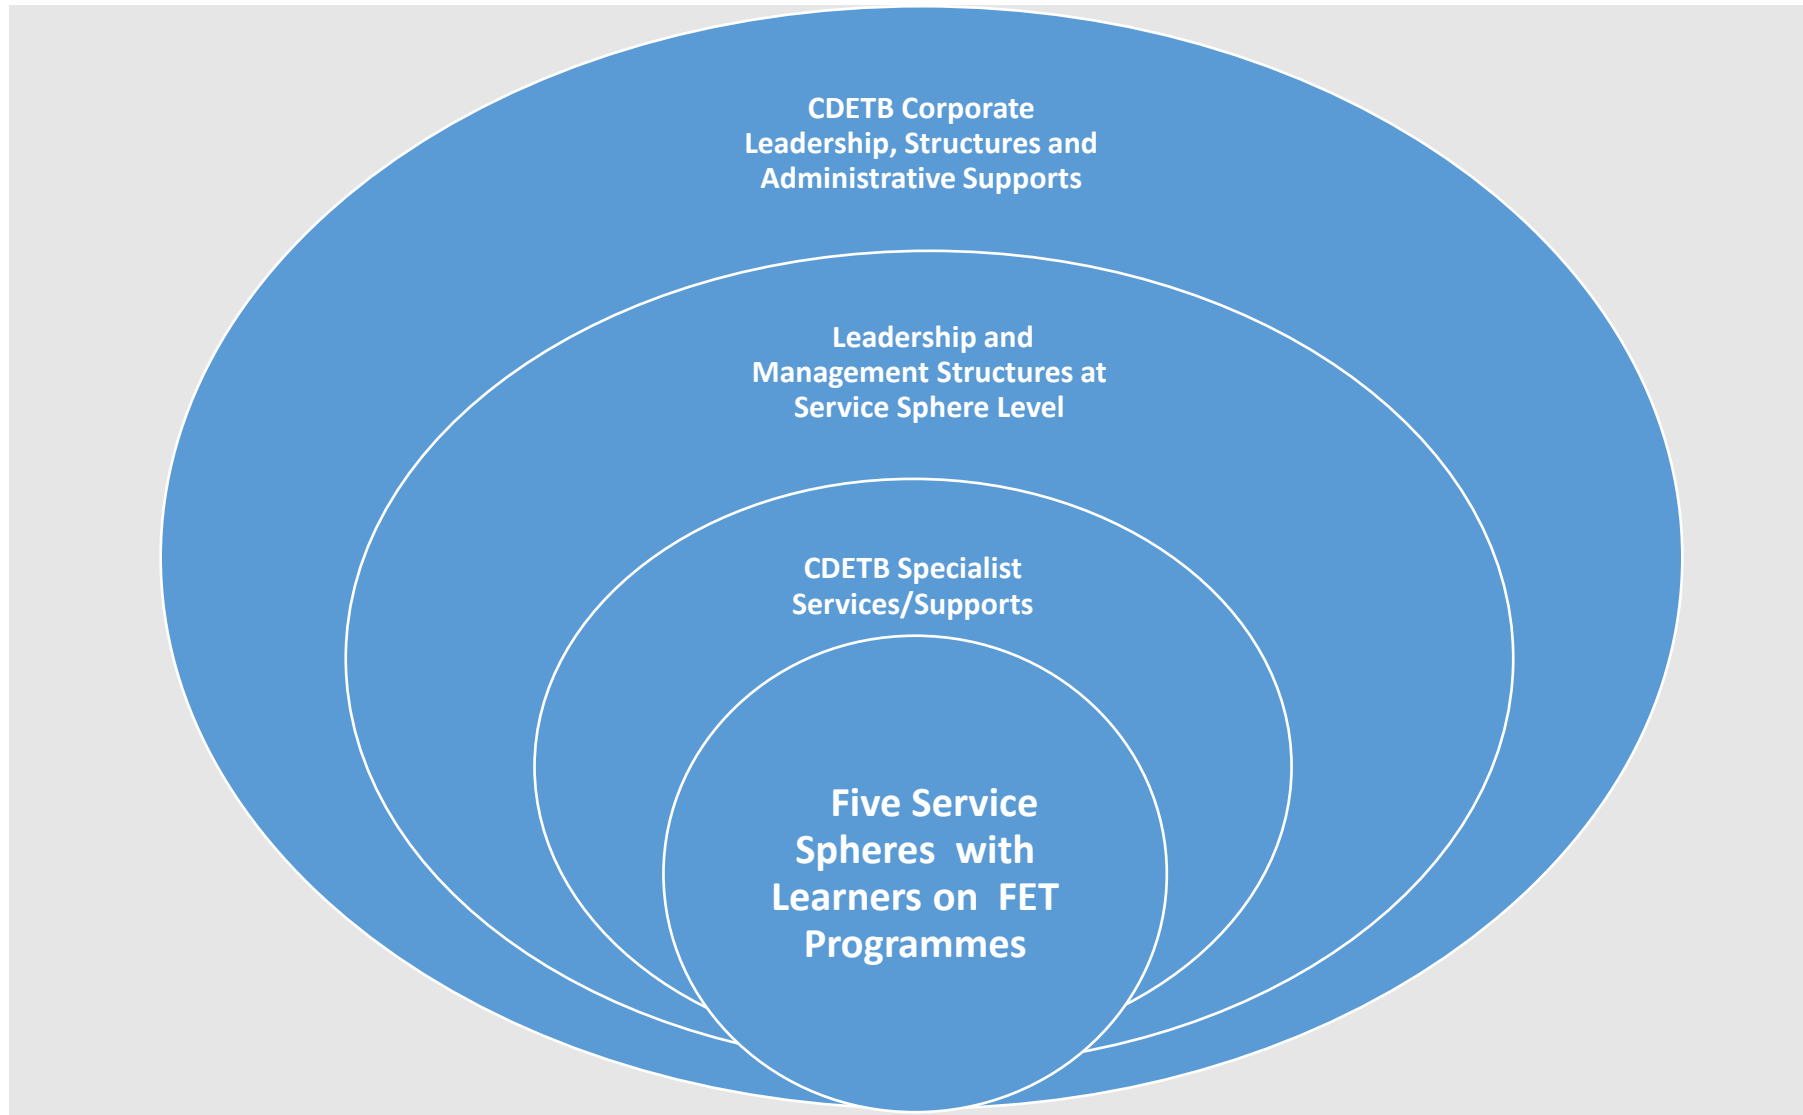 CDETB Corporate
Leadership, Structures and
Administrative Supports
Leadership and
Management Structures at
Service Sphere Level
CDETB Specialist
Services/Supports
Five Service
Spheres  with
Learners on  FET
Programmes